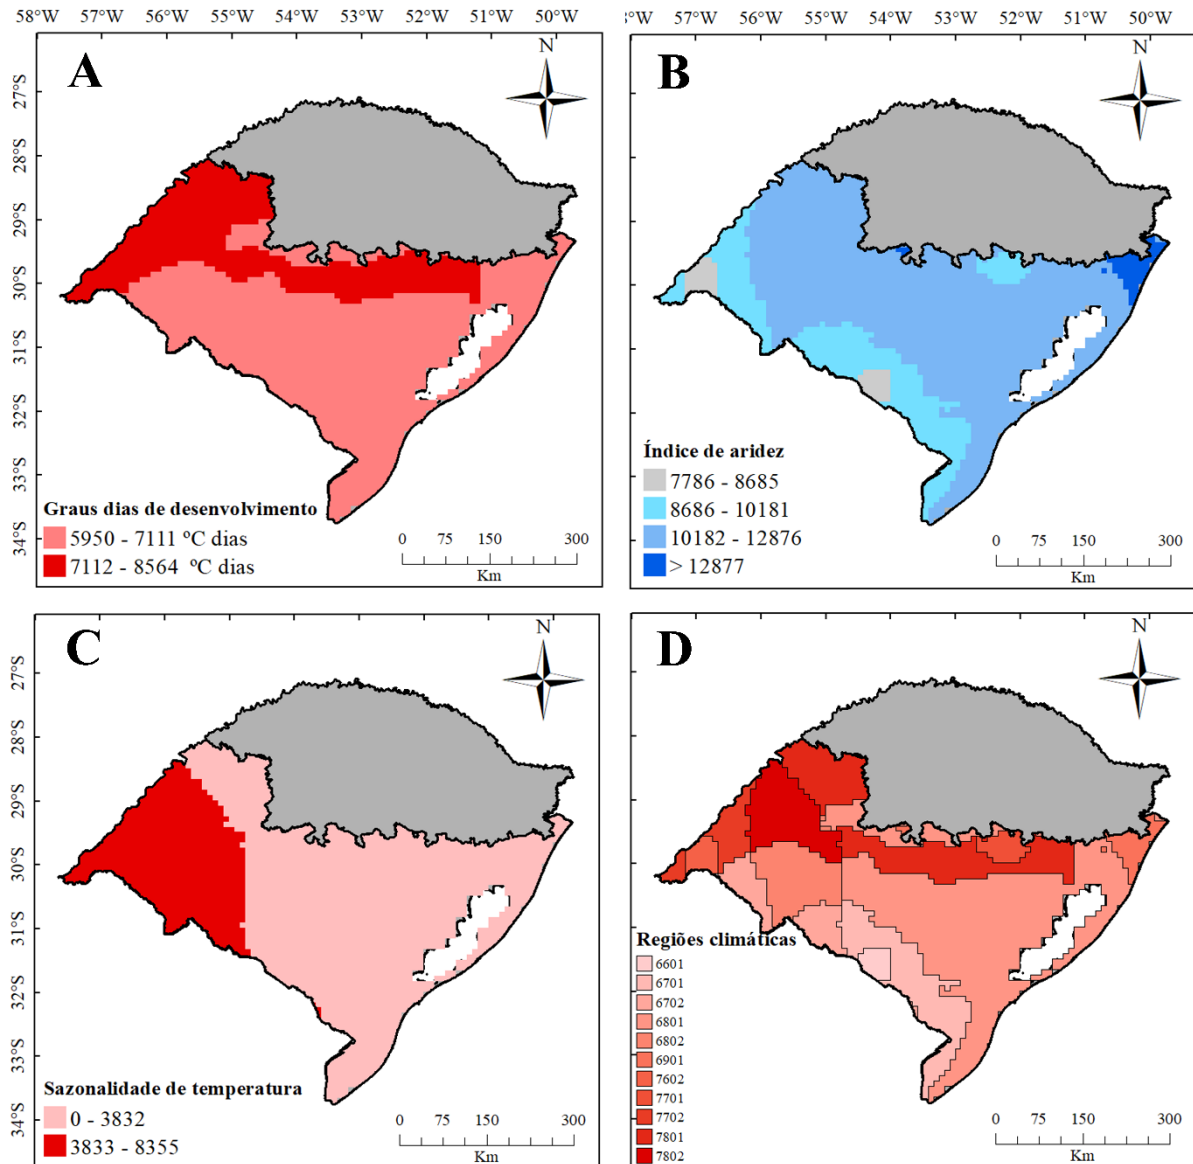 58°W 57°W 56°W 55°W 54°W 53°W 52°W 51°W 50°W
A
N
27°S
28°S
29°S
30°S
31°S
32°S
33°S
34°S
Graus dias de desenvolvimento
5950 - 7111 ºC dias
7112 - 8564 ºC dias
0 75 150 300
Km
8°W 57°W 56°W 55°W 54°W 53°W 52°W 51°W 50°W
B
N
Índice de aridez
7786 - 8685
8686 - 10181
10182 - 12876
> 12877
0 75 150 300
Km
C
N
27°S
28°S
29°S
30°S
31°S
32°S
33°S
34°S
Sazonalidade de temperatura
0 - 3832
3833 - 8355
0 75 150 300
Km
D
N
Regiões climáticas
6601
6701
6702
6801
6802
6901
7602
7701
7702
7801
7802
0 75 150 300
Km